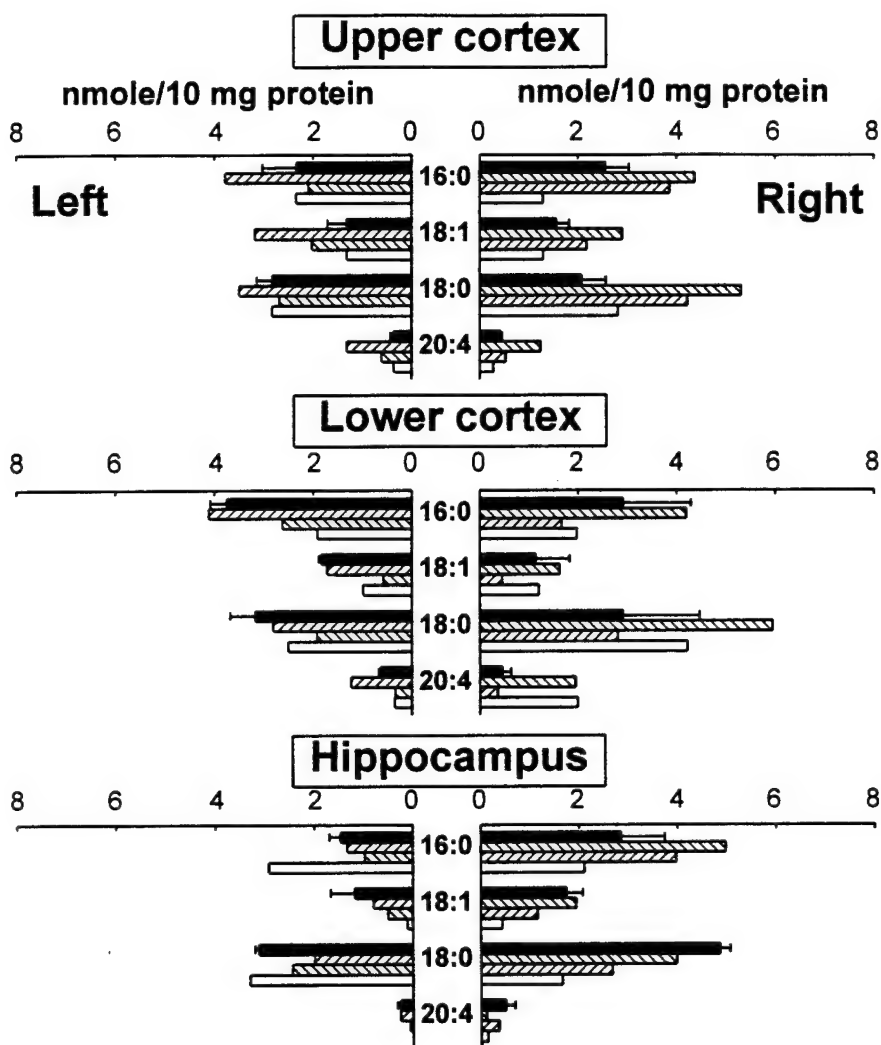 Upper cortex
nmole/10 mg protein nmole/10 mg protein
8 6 4 2 0 0 2 4 6 8
Left 16:0 Right
18:1
18:0
20:4
Lower cortex
8 6 4 2 0 0 2 4 6 8
16:0
18:1
18:0
20:4
Hippocampus
8 6 4 2 0 0 2 4 6 8
16:0
18:1
18:0
20:4